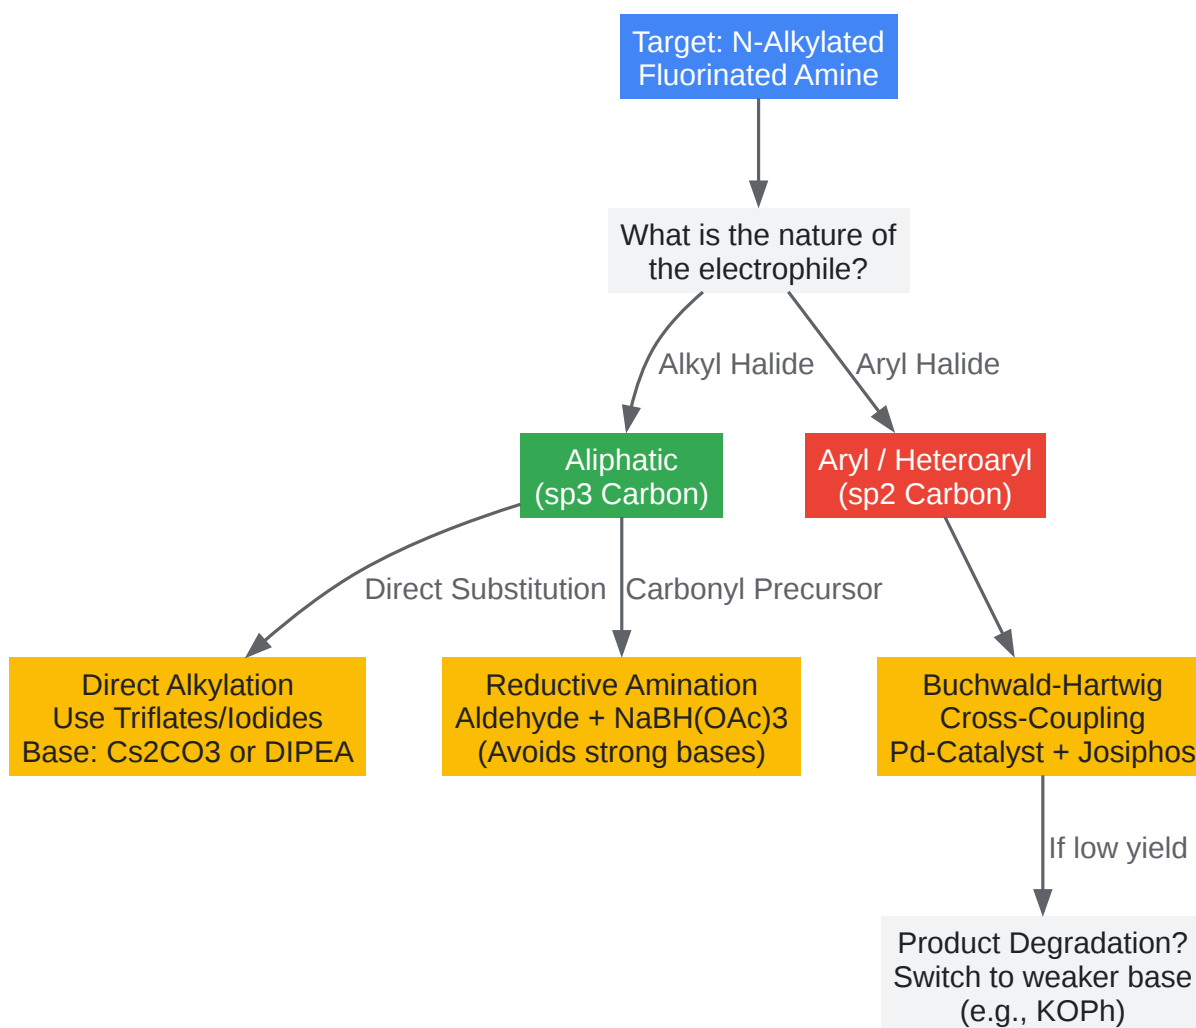 Target: N-Alkylated
Fluorinated Amine
What is the nature of
the electrophile?
Alkyl Halide
Aryl Halide
Aliphatic
(sp3 Carbon)
Aryl / Heteroaryl
(sp2 Carbon)
Direct Substitution
Carbonyl Precursor
Direct Alkylation
Use Triflates/Iodides
Base: Cs2CO3 or DIPEA
Reductive Amination
Aldehyde + NaBH(OAc)3
(Avoids strong bases)
Buchwald-Hartwig
Cross-Coupling
Pd-Catalyst + Josiphos
If low yield
Product Degradation?
Switch to weaker base
(e.g., KOPh)